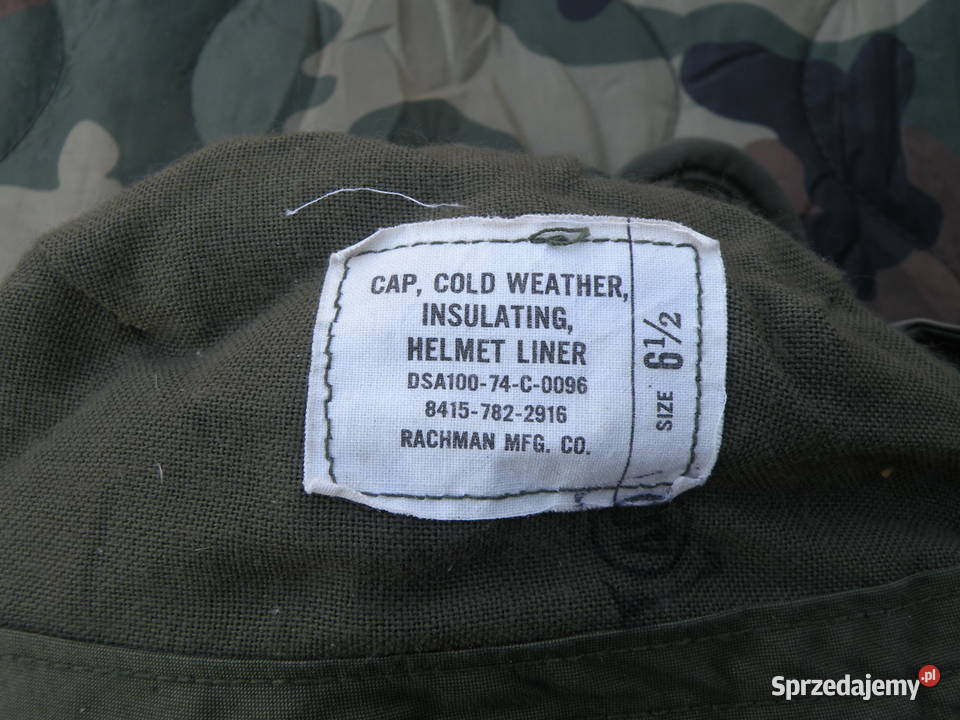 CAP, COLD WEATHER,
INSULATING,
HELMET LINER
DSA100-74-C-0096
8415-782-2916
RACHMAN MFG. CO.
SIZE 6½
Sprzedajemy.pl